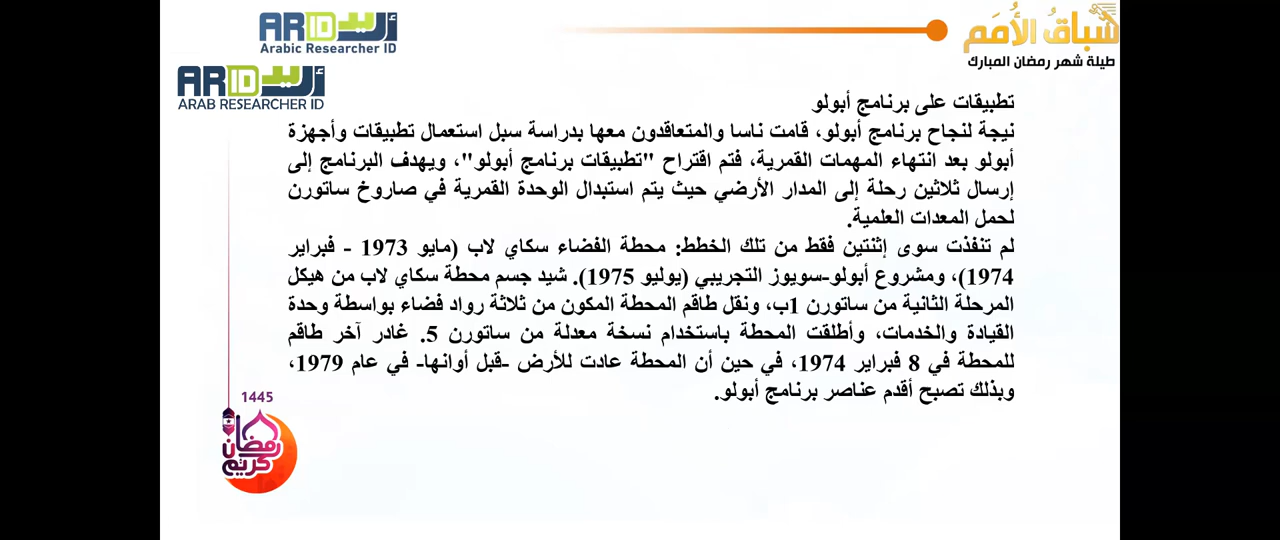 أريد ARID
Arabic Researcher ID
سباق الأمم
طيلة شهر رمضان المبارك
أريد ARID
ARAB RESEARCHER ID
تطبيقات على برنامج أبولو
نيجة لنجاح برنامج أبولو، قامت ناسا والمتعاقدون معها بدراسة سبل استعمال تطبيقات وأجهزة
أبولو بعد انتهاء المهمات القمرية، فتم اقتراح "تطبيقات برنامج أبولو"، ويهدف البرنامج إلى
إرسال ثلاثين رحلة إلى المدار الأرضي حيث يتم استبدال الوحدة القمرية في صاروخ ساتورن
لحمل المعدات العلمية.
لم تنفذت سوى إثنتين فقط من تلك الخطط: محطة الفضاء سكاي لاب (مايو 1973 - فبراير
1974)، ومشروع أبولو-سويوز التجريبي (يوليو 1975). شيد جسم محطة سكاي لاب من هيكل
المرحلة الثانية من ساتورن 1ب، ونقل طاقم المحطة المكون من ثلاثة رواد فضاء بواسطة وحدة
القيادة والخدمات، وأطلقت المحطة باستخدام نسخة معدلة من ساتورن 5. غادر آخر طاقم
للمحطة في 8 فبراير 1974، في حين أن المحطة عادت للأرض -قبل أوانها- في عام 1979،
وبذلك تصبح أقدم عناصر برنامج أبولو.
1445
رمضان
كريم